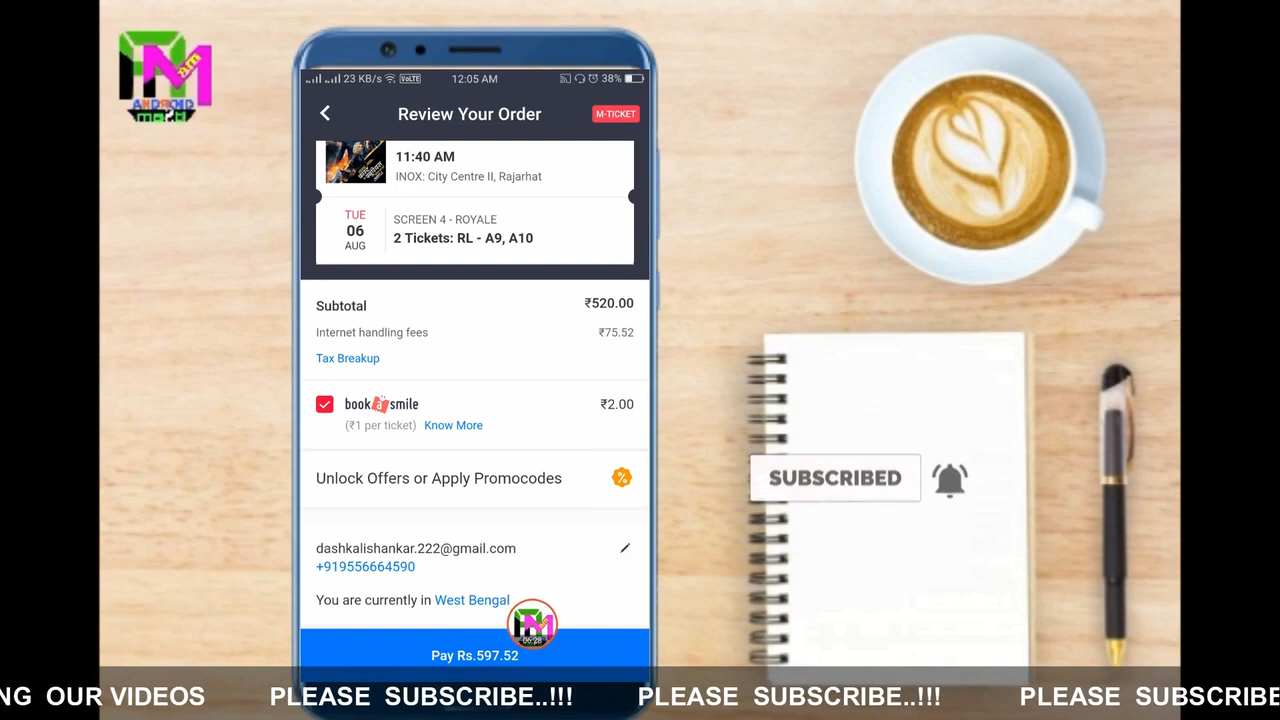 23 KB/s VoLTE 12:05 AM 38%
Review Your Order M-TICKET
11:40 AM
INOX: City Centre II, Rajarhat
TUE
06
AUG
SCREEN 4 - ROYALE
2 Tickets: RL - A9, A10
Subtotal ₹520.00
Internet handling fees ₹75.52
Tax Breakup
book a smile ₹2.00
(₹1 per ticket) Know More
Unlock Offers or Apply Promocodes %
dashkalishankar.222@gmail.com
+919556664590
You are currently in West Bengal
06:28
Pay Rs.597.52
SUBSCRIBED
NG OUR VIDEOS PLEASE SUBSCRIBE..!!! PLEASE SUBSCRIBE..!!! PLEASE SUBSCRIBE